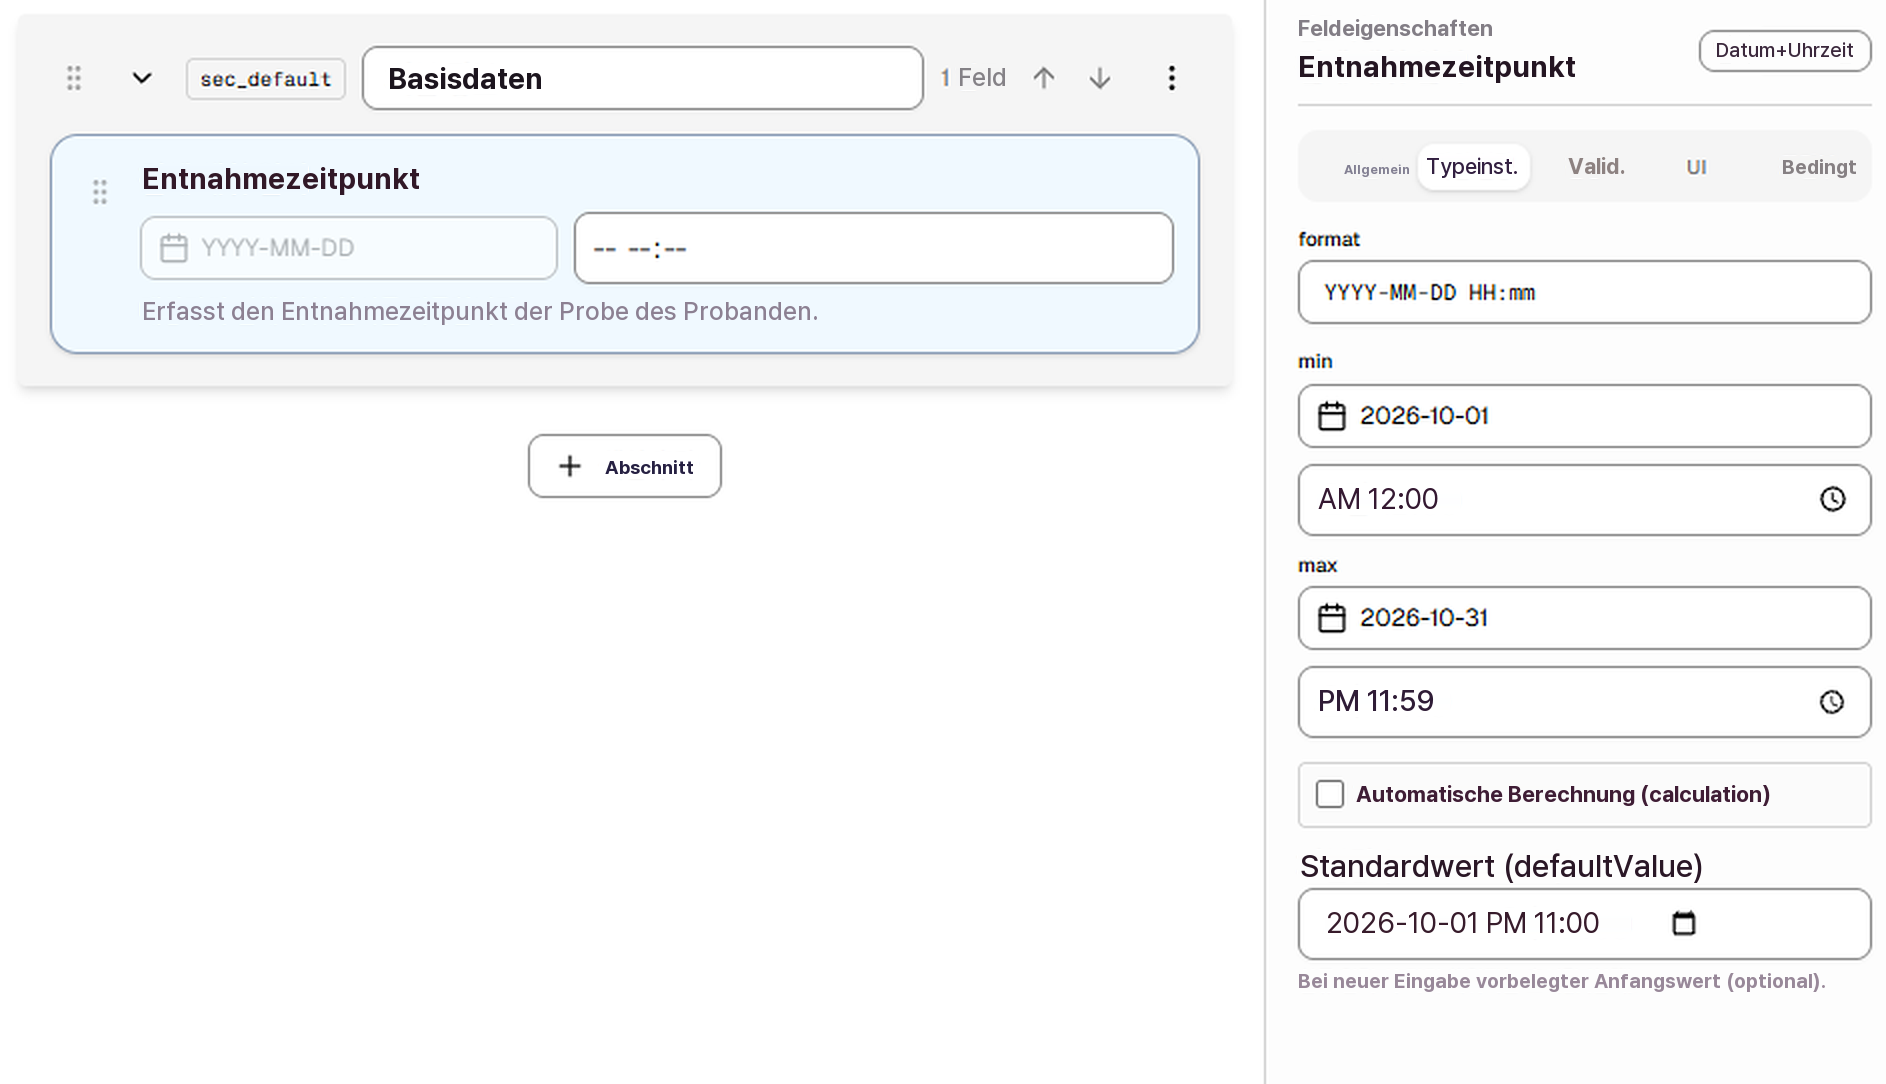 sec_default Basisdaten 1 Feld
Entnahmezeitpunkt
YYYY-MM-DD -- --:--
Erfasst den Entnahmezeitpunkt der Probe des Probanden.
Abschnitt
Feldeigenschaften
Entnahmezeitpunkt Datum+Uhrzeit
Allgemein Typeinst. Valid. UI Bedingt
format
YYYY-MM-DD HH:mm
min
2026-10-01
AM 12:00
max
2026-10-31
PM 11:59
Automatische Berechnung (calculation)
Standardwert (defaultValue)
2026-10-01 PM 11:00
Bei neuer Eingabe vorbelegter Anfangswert (optional).